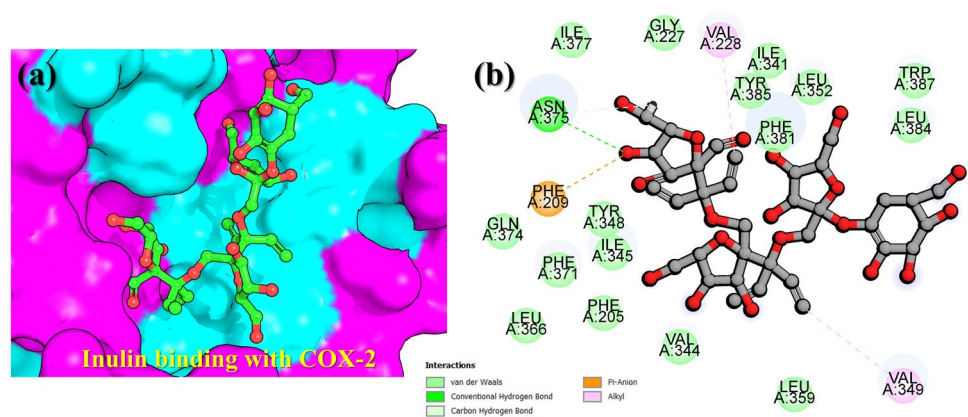 (a)
Inulin binding with COX-2
(b)
ILE
A:377
GLY
A:227
VAL
A:228
ILE
A:341
TYR
A:385
LEU
A:352
TRP
A:387
ASN
A:375
PHE
A:381
LEU
A:384
PHE
A:209
GLN
A:374
TYR
A:348
ILE
A:345
PHE
A:371
LEU
A:366
PHE
A:205
VAL
A:344
LEU
A:359
VAL
A:349
Interactions
van der Waals
Conventional Hydrogen Bond
Carbon Hydrogen Bond
Pi-Anion
Alkyl